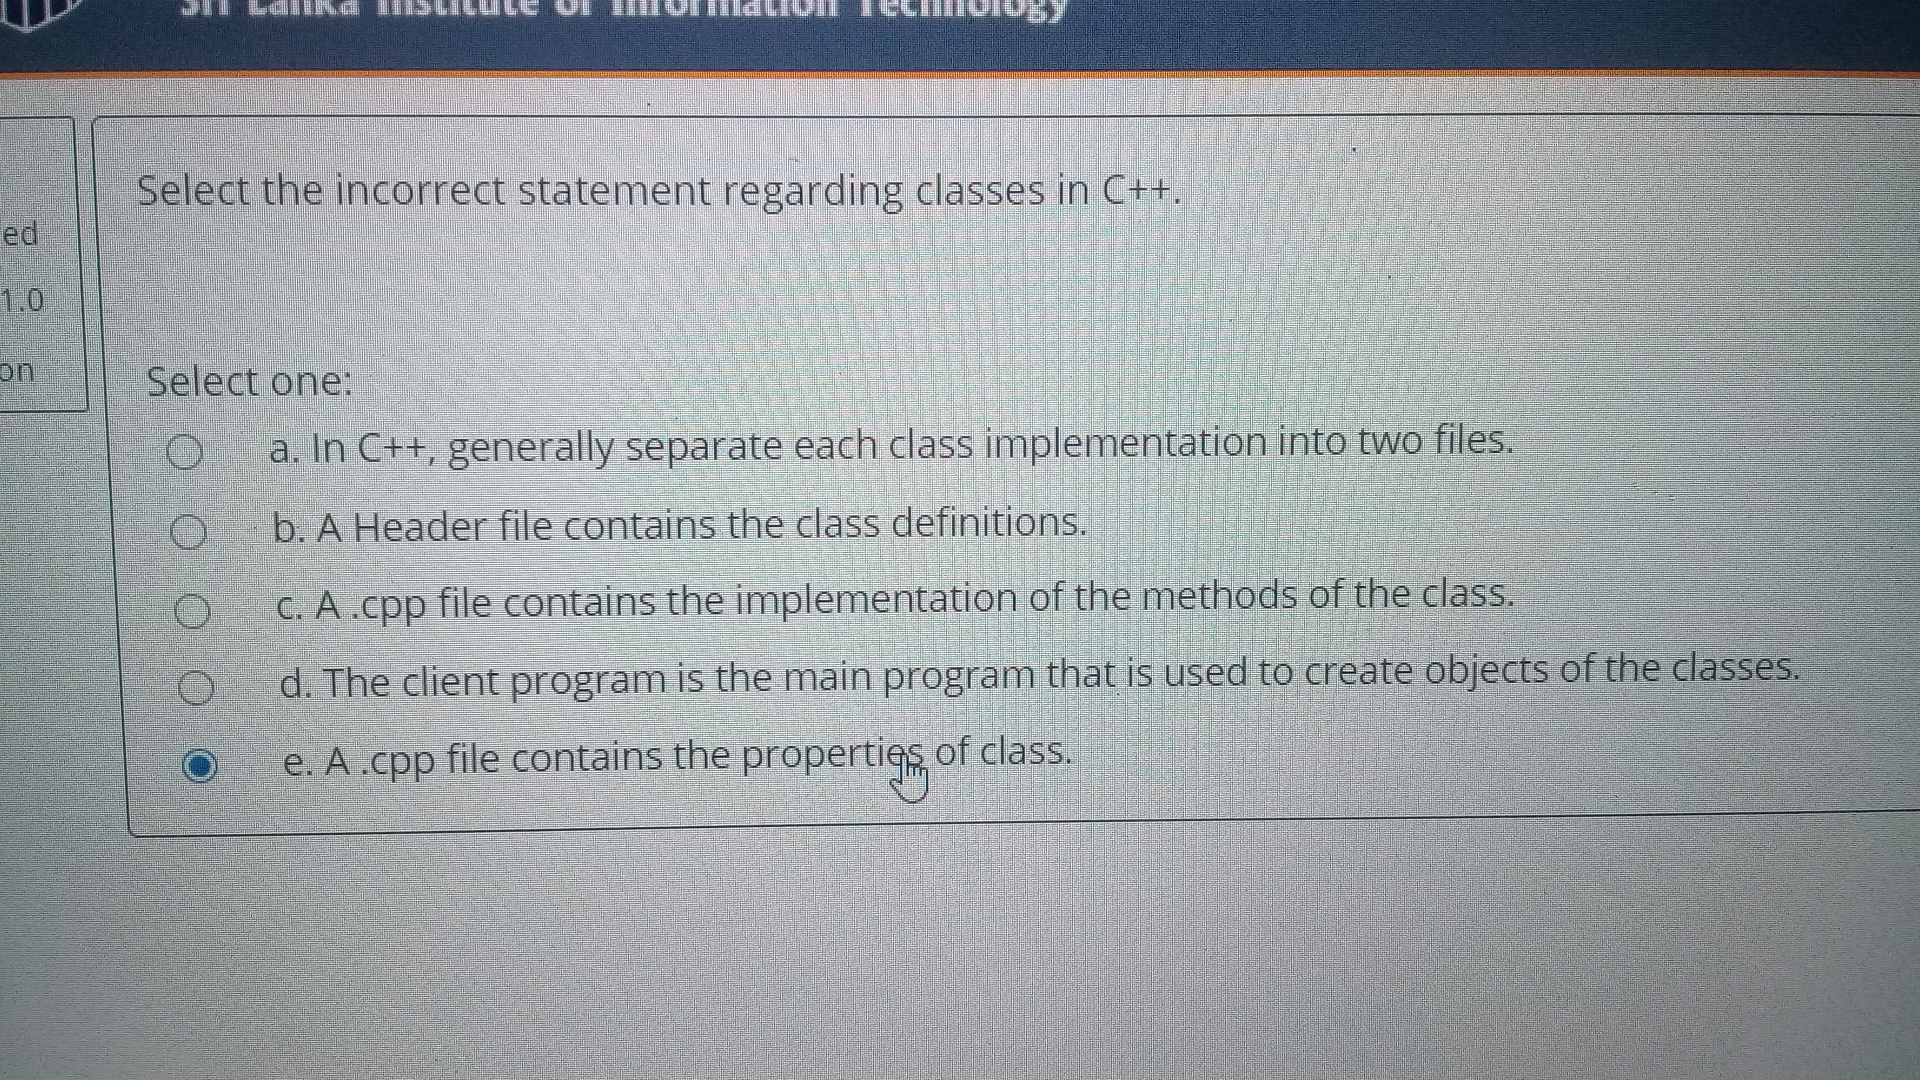 Sri Lanka Institute of Information Technology
ed
1.0
on
Select the incorrect statement regarding classes in C++.
Select one:
a. In C++, generally separate each class implementation into two files.
b. A Header file contains the class definitions.
c. A .cpp file contains the implementation of the methods of the class.
d. The client program is the main program that is used to create objects of the classes.
e. A .cpp file contains the properties of class.